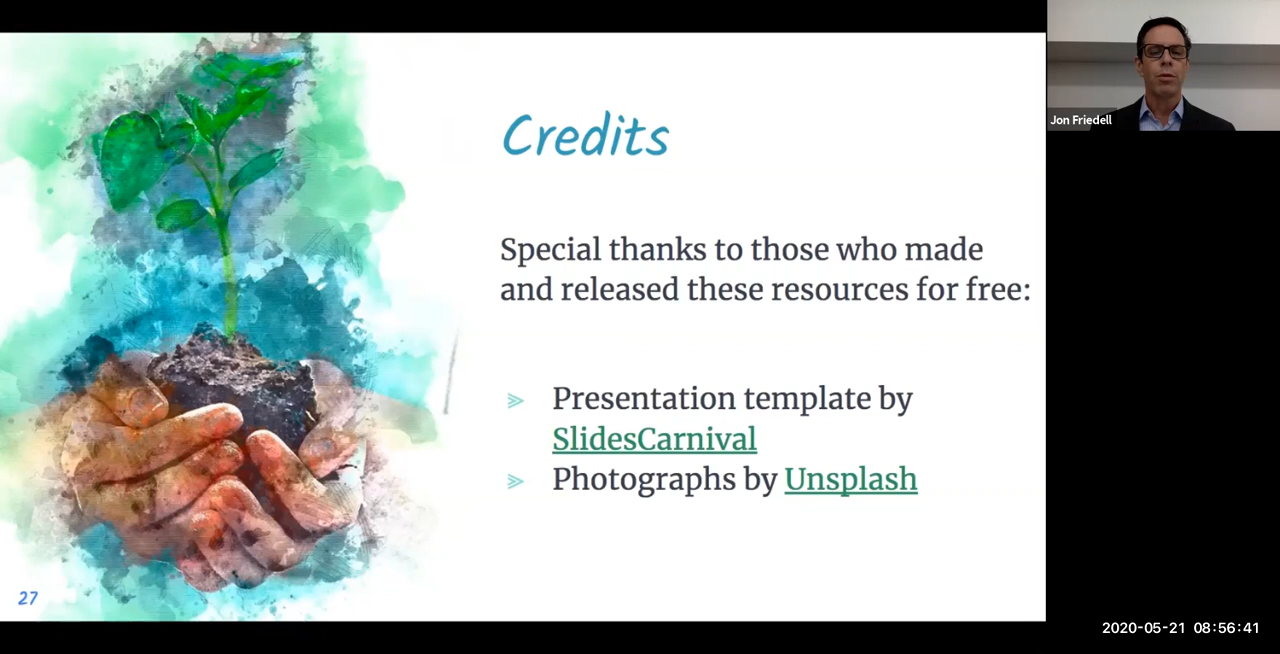 Credits
Special thanks to those who made
and released these resources for free:
Presentation template by
SlidesCarnival
Photographs by Unsplash
27
Jon Friedell
2020-05-21 08:56:41